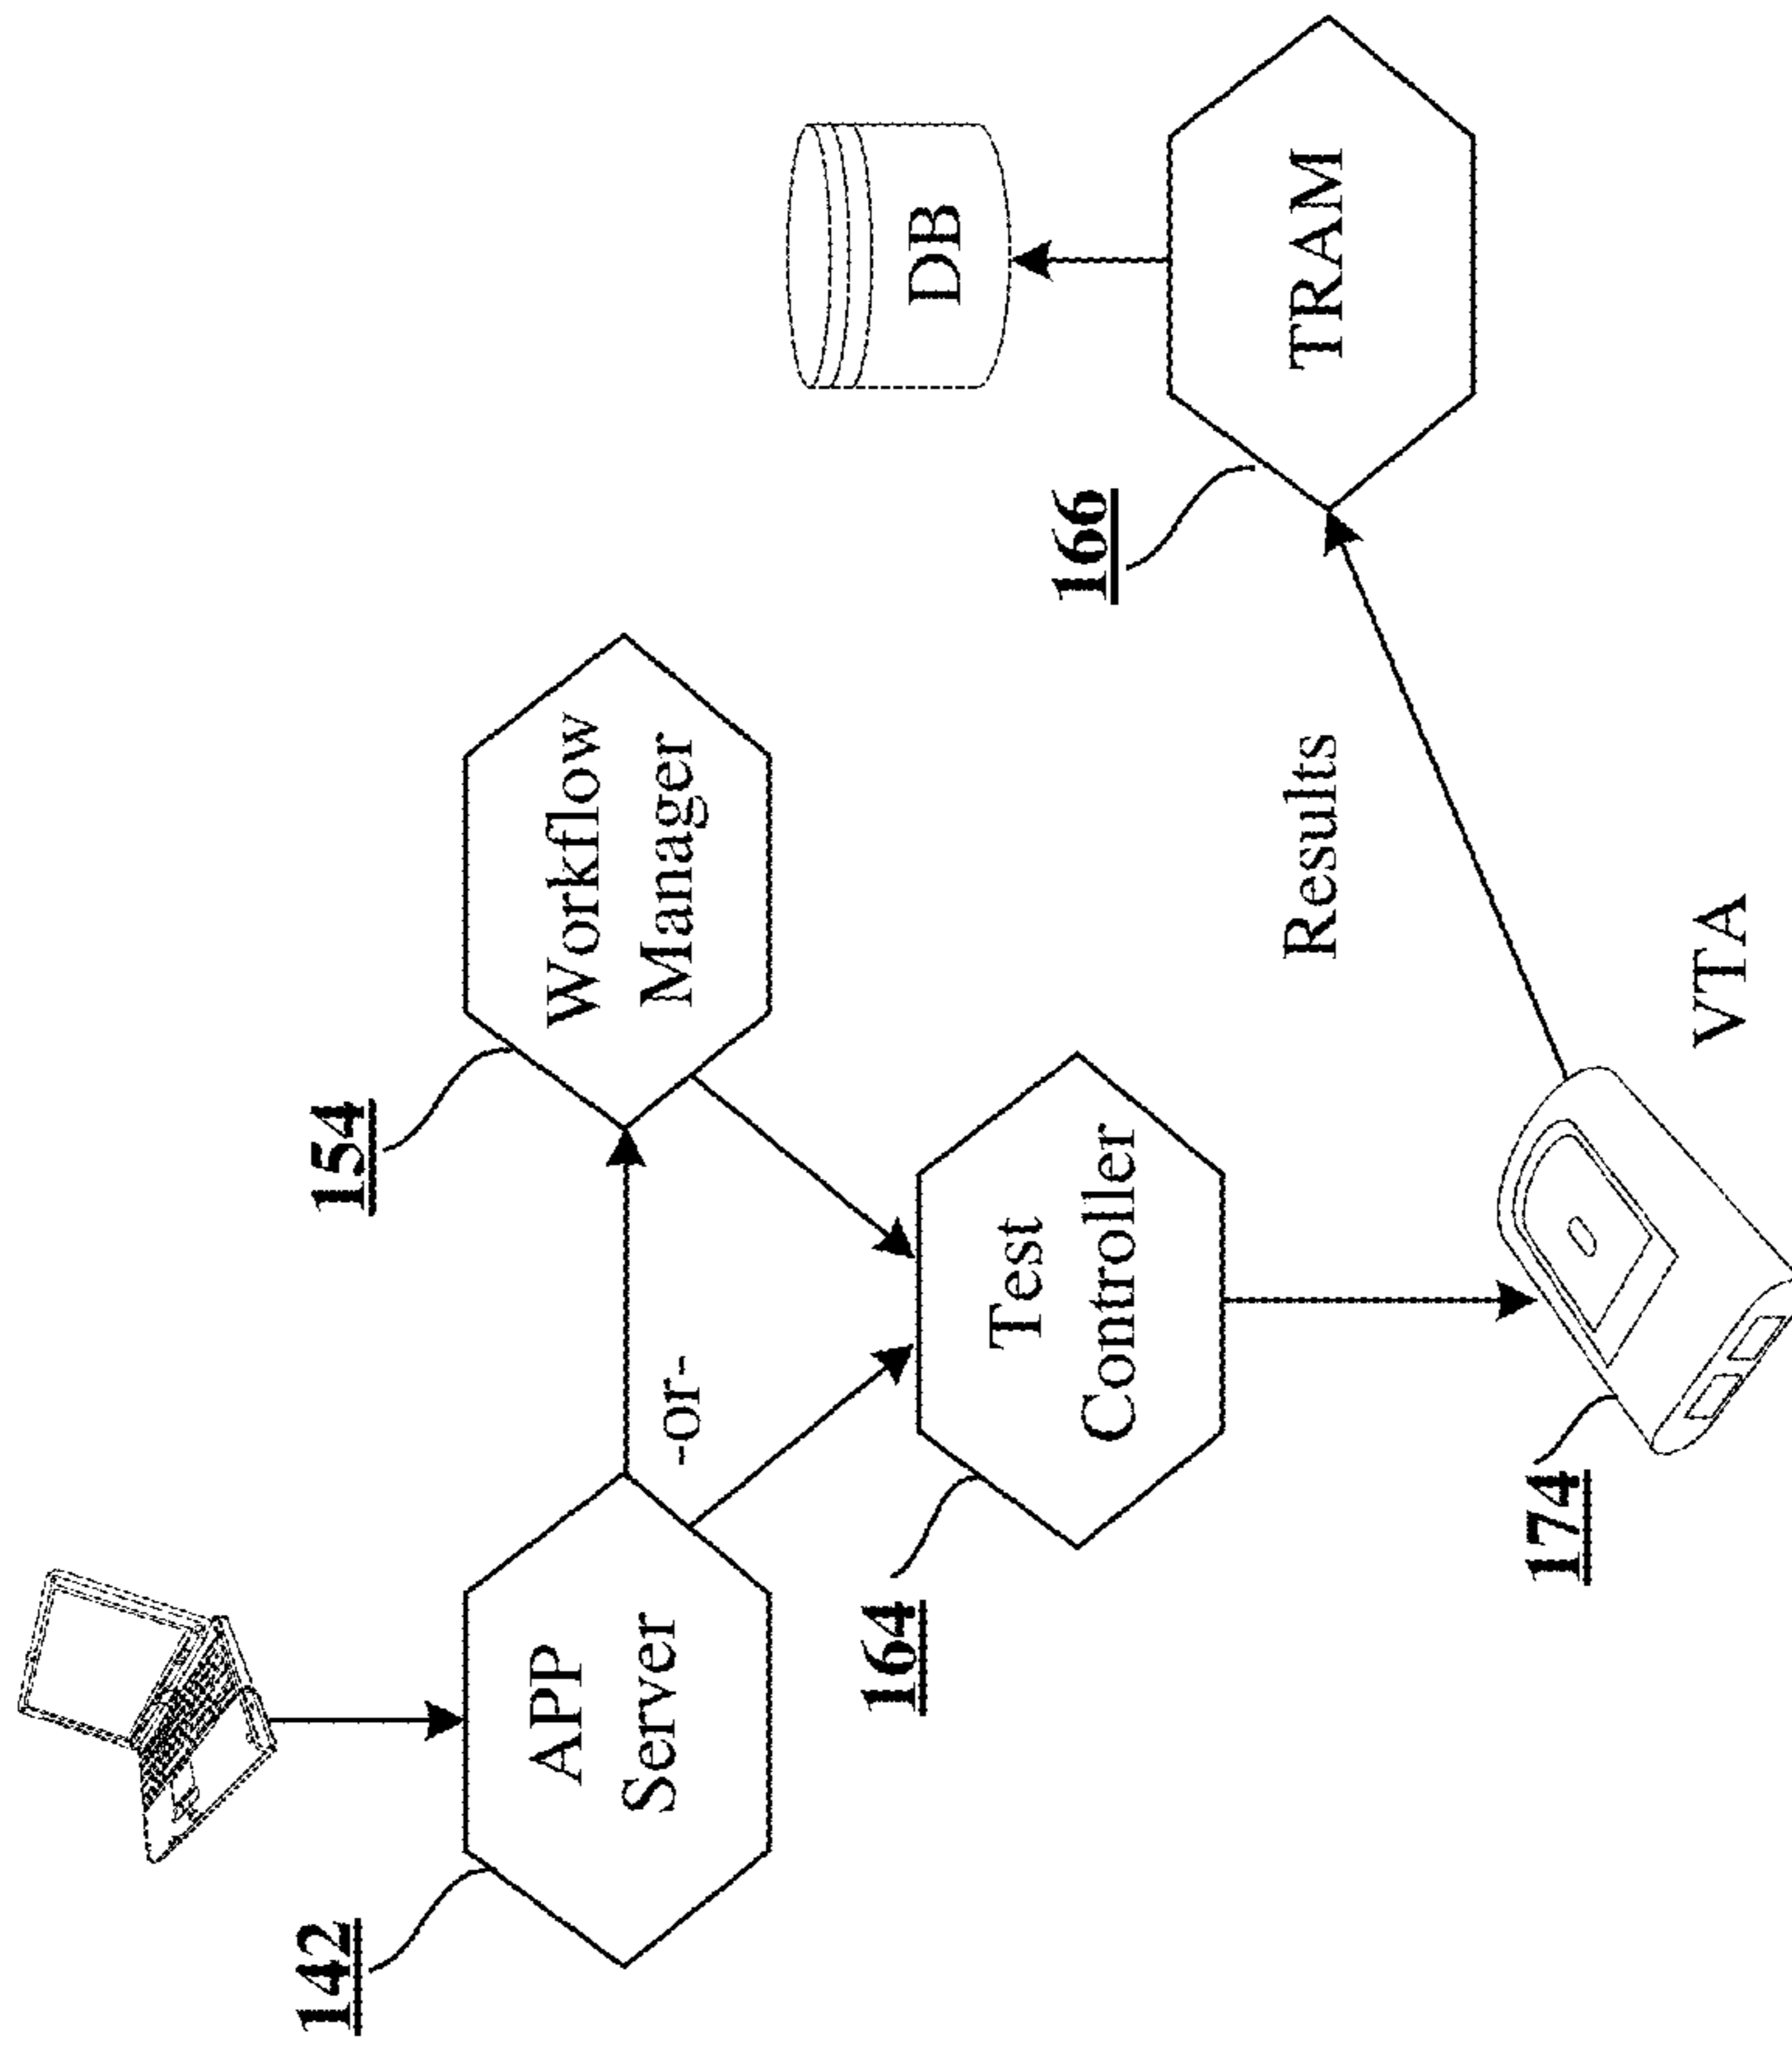 142
APP
Server
-or-
154
Workflow
Manager
164
Test
Controller
174
VTA
Results
166
TRAM
DB